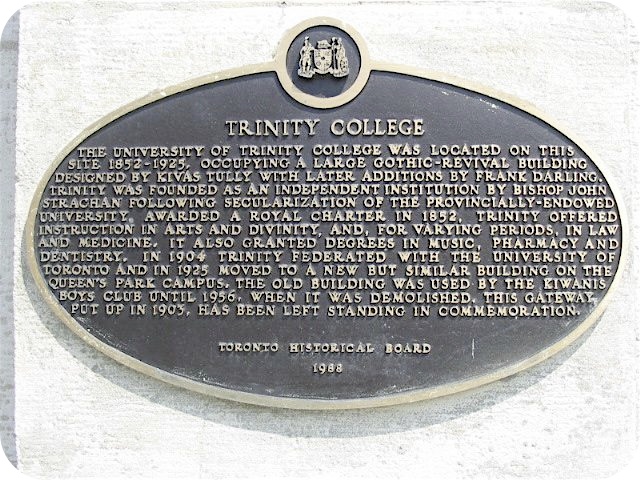 TRINITY COLLEGE
THE UNIVERSITY OF TRINITY COLLEGE WAS LOCATED ON THIS
SITE 1852-1925, OCCUPYING A LARGE GOTHIC-REVIVAL BUILDING
DESIGNED BY KIVAS TULLY WITH LATER ADDITIONS BY FRANK DARLING.
TRINITY WAS FOUNDED AS AN INDEPENDENT INSTITUTION BY BISHOP JOHN
STRACHAN FOLLOWING SECULARIZATION OF THE PROVINCIALLY-ENDOWED
UNIVERSITY. AWARDED A ROYAL CHARTER IN 1852, TRINITY OFFERED
INSTRUCTION IN ARTS AND DIVINITY, AND, FOR VARYING PERIODS, IN LAW
AND MEDICINE. IT ALSO GRANTED DEGREES IN MUSIC, PHARMACY AND
DENTISTRY. IN 1904 TRINITY FEDERATED WITH THE UNIVERSITY OF
TORONTO AND IN 1925 MOVED TO A NEW BUT SIMILAR BUILDING ON THE
QUEEN'S PARK CAMPUS. THE OLD BUILDING WAS USED BY THE KIWANIS
BOYS CLUB UNTIL 1956, WHEN IT WAS DEMOLISHED. THIS GATEWAY,
PUT UP IN 1903, HAS BEEN LEFT STANDING IN COMMEMORATION.
TORONTO HISTORICAL BOARD
1988